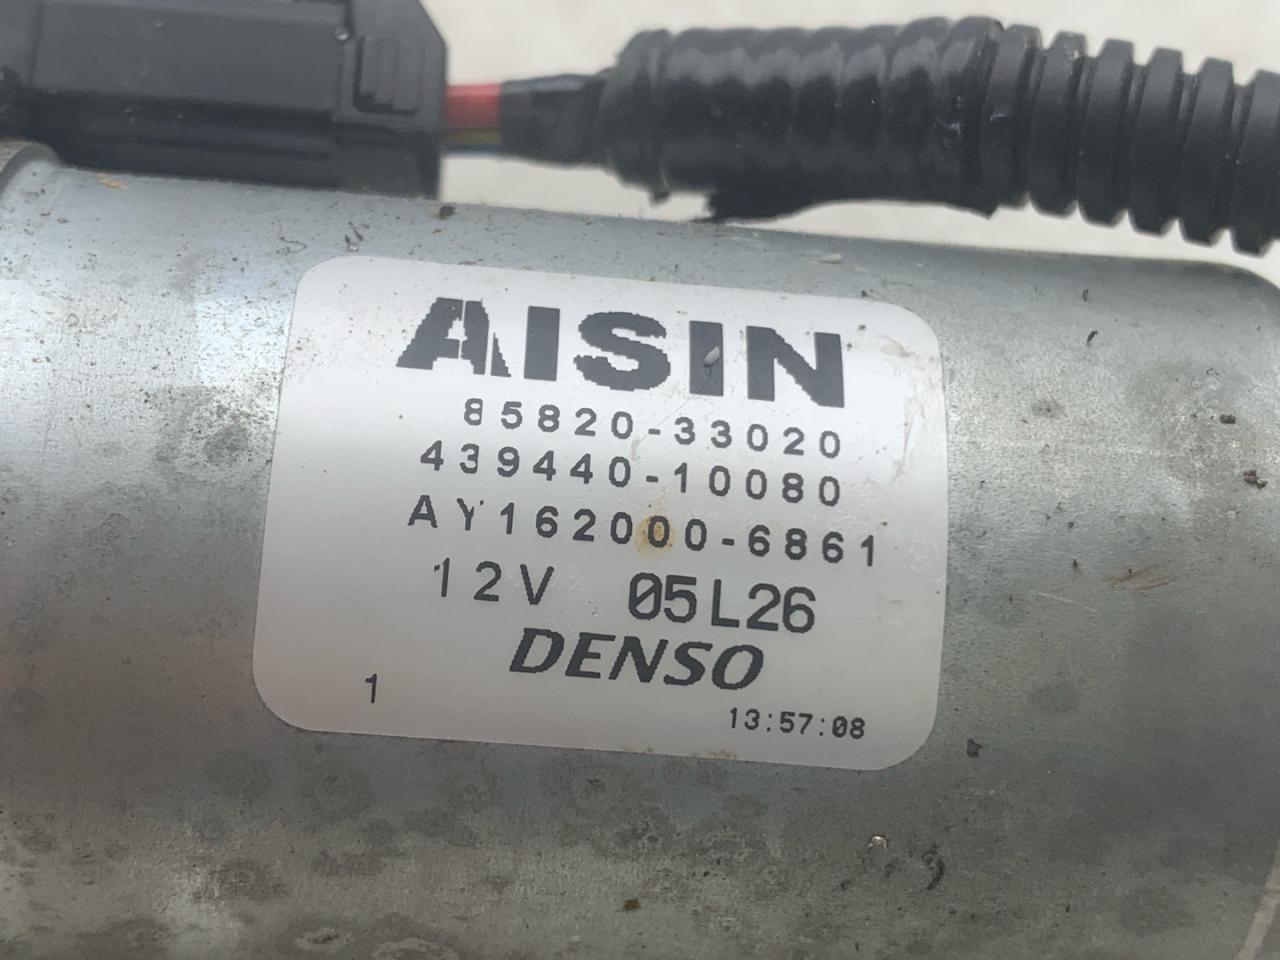 AISIN
85820-33020
439440-10080
AY162000-6861
12V 05L26
DENSO
1 13:57:08